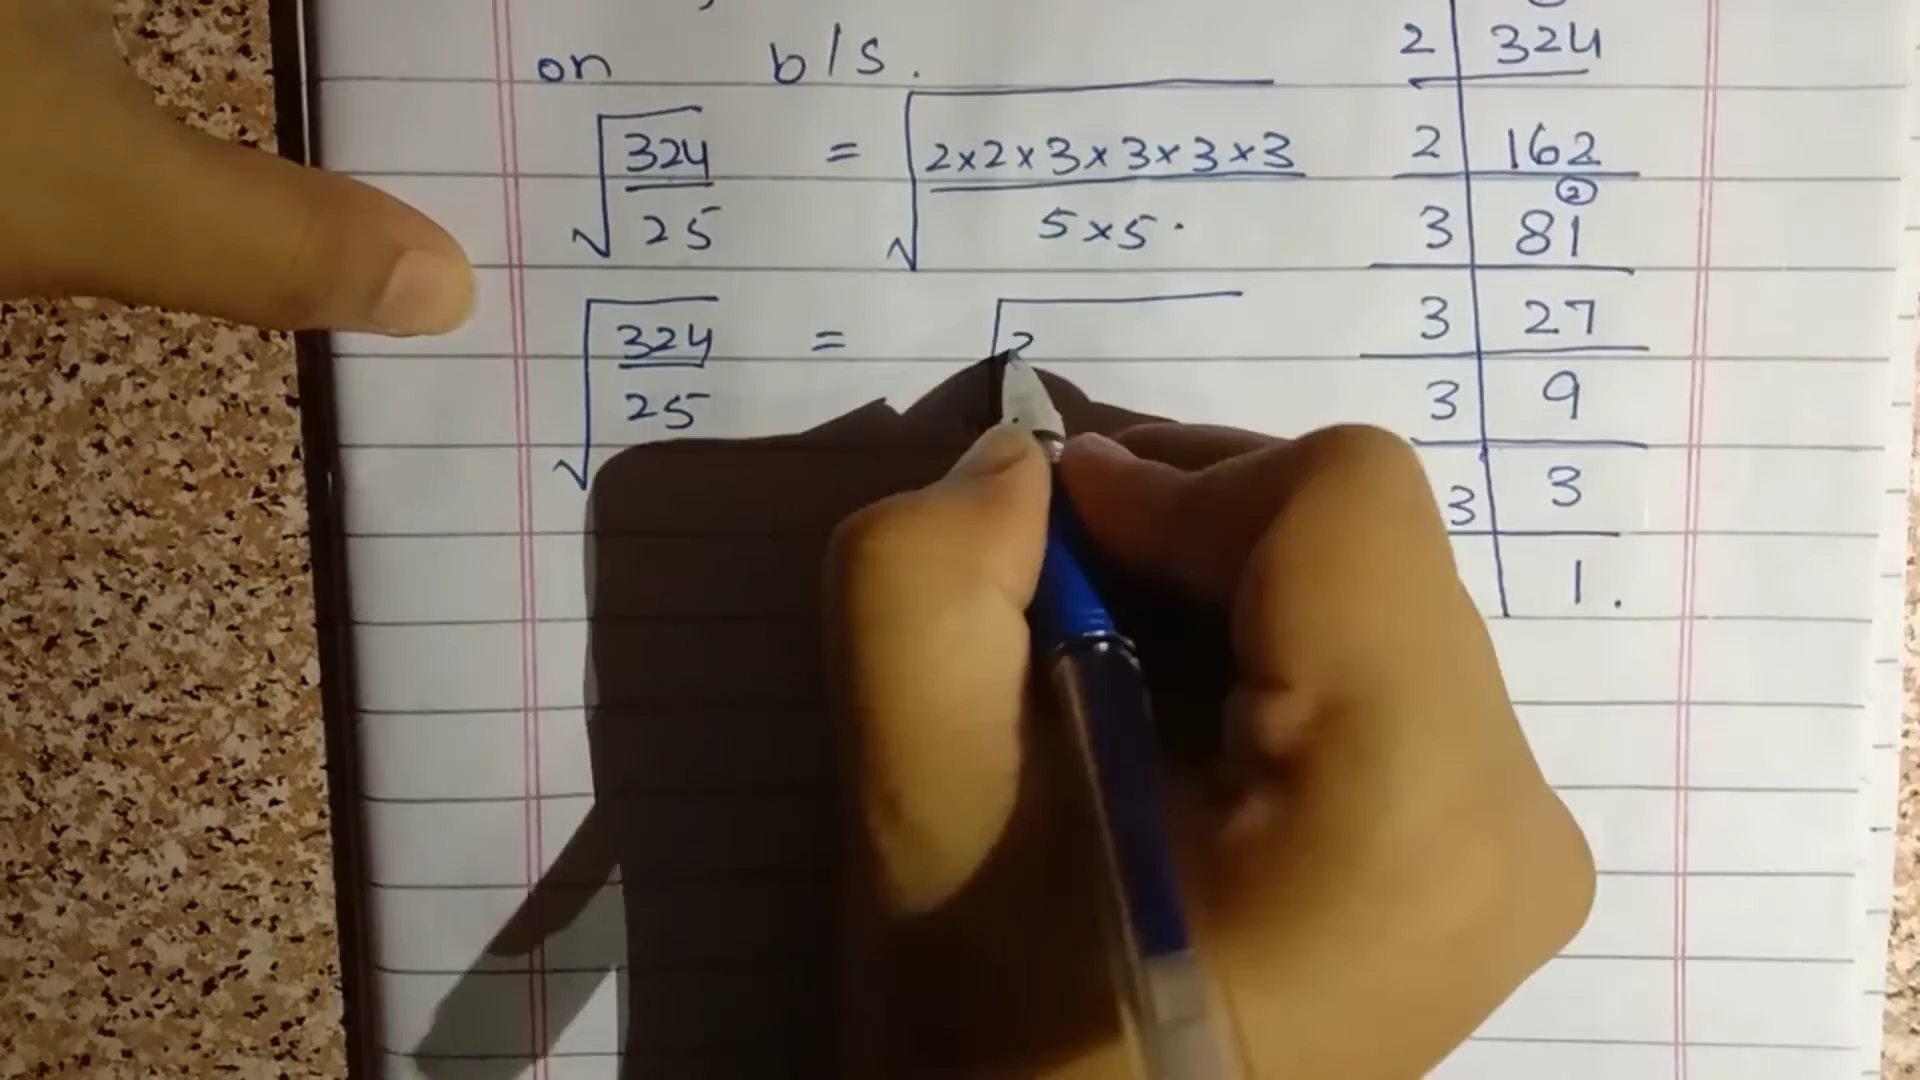 on b/s.
√324/25 = √2×2×3×3×3×3/5×5.
√324/25 = √2
2 | 324
2 | 162
②
3 | 81
3 | 27
3 | 9
3 | 3
1.